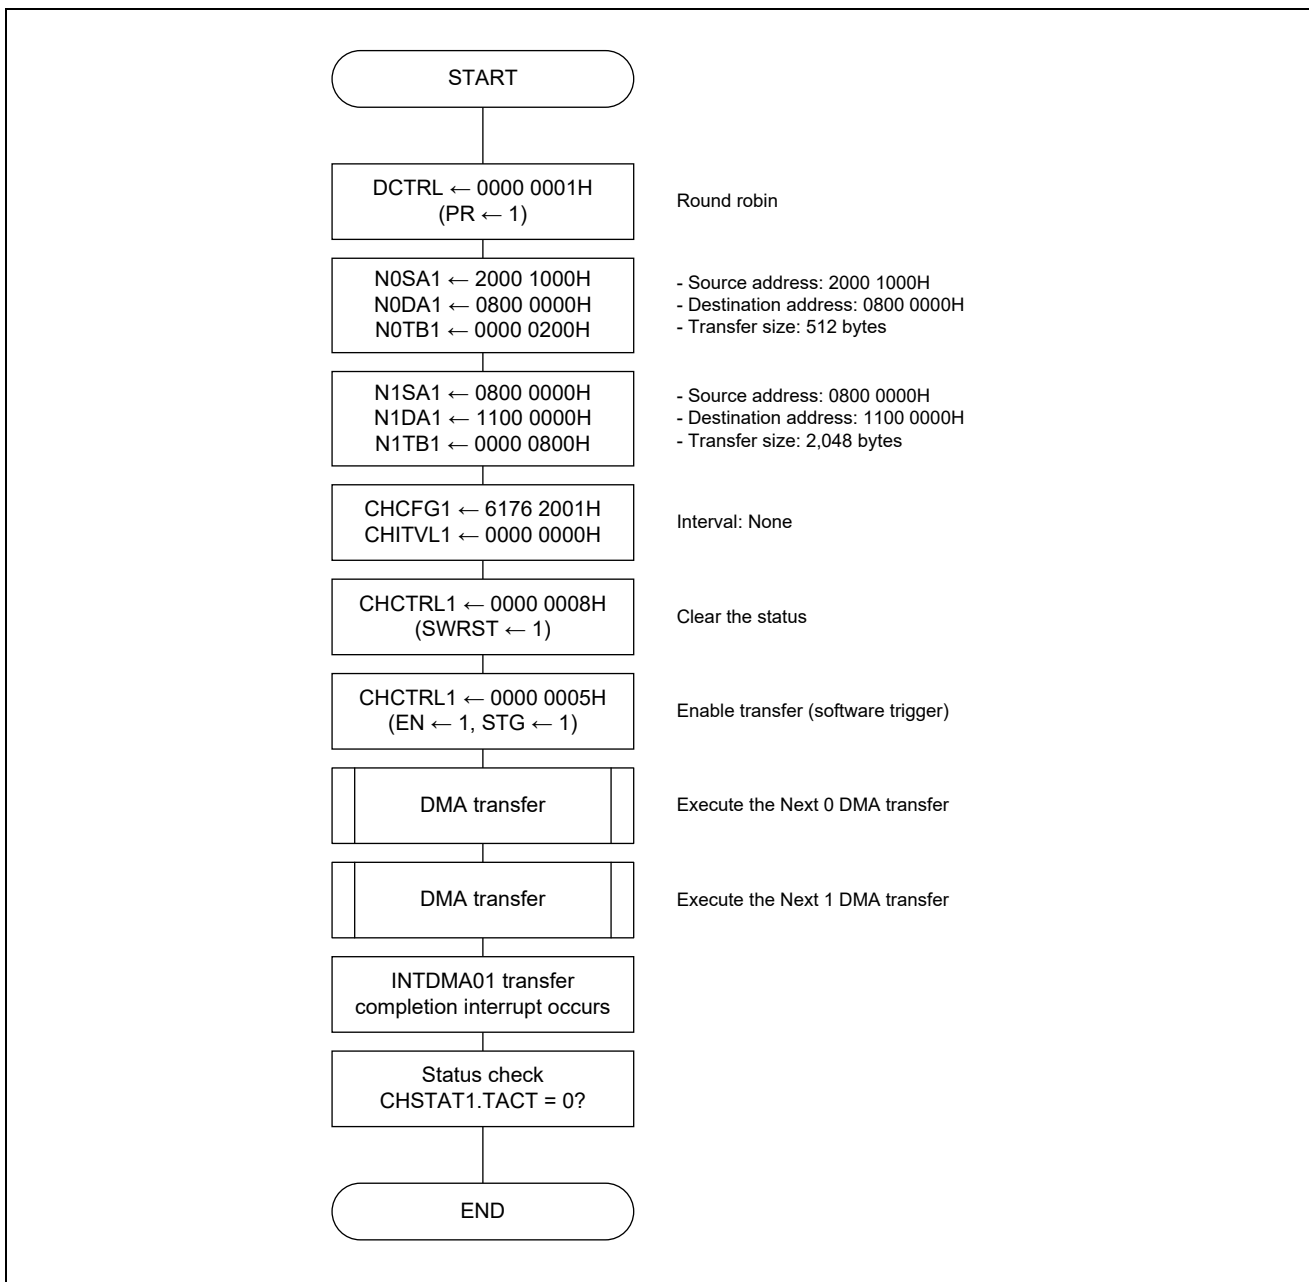 START
DCTRL ← 0000 0001H
(PR ← 1)
Round robin
N0SA1 ← 2000 1000H
N0DA1 ← 0800 0000H
N0TB1 ← 0000 0200H
- Source address: 2000 1000H
- Destination address: 0800 0000H
- Transfer size: 512 bytes
N1SA1 ← 0800 0000H
N1DA1 ← 1100 0000H
N1TB1 ← 0000 0800H
- Source address: 0800 0000H
- Destination address: 1100 0000H
- Transfer size: 2,048 bytes
CHCFG1 ← 6176 2001H
CHITVL1 ← 0000 0000H
Interval: None
CHCTRL1 ← 0000 0008H
(SWRST ← 1)
Clear the status
CHCTRL1 ← 0000 0005H
(EN ← 1, STG ← 1)
Enable transfer (software trigger)
DMA transfer
Execute the Next 0 DMA transfer
DMA transfer
Execute the Next 1 DMA transfer
INTDMA01 transfer
completion interrupt occurs
Status check
CHSTAT1.TACT = 0?
END